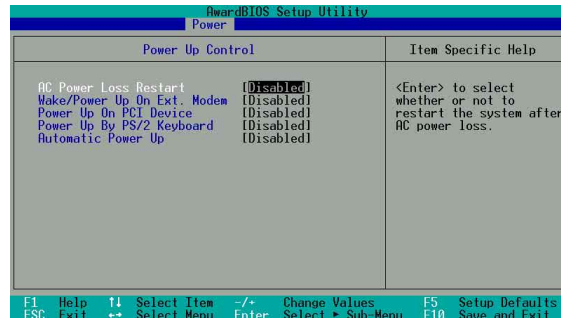 AwardBIOS Setup Utility
Power
Power Up Control
Item Specific Help
AC Power Loss Restart [Disabled]
Wake/Power Up On Ext. Modem [Disabled]
Power Up On PCI Device [Disabled]
Power Up By PS/2 Keyboard [Disabled]
Automatic Power Up [Disabled]
<Enter> to select
whether or not to
restart the system after
AC power loss.
F1 Help ↑↓ Select Item -/+ Change Values F5 Setup Defaults
ESC Exit ←→ Select Menu Enter Select ▸ Sub-Menu F10 Save and Exit